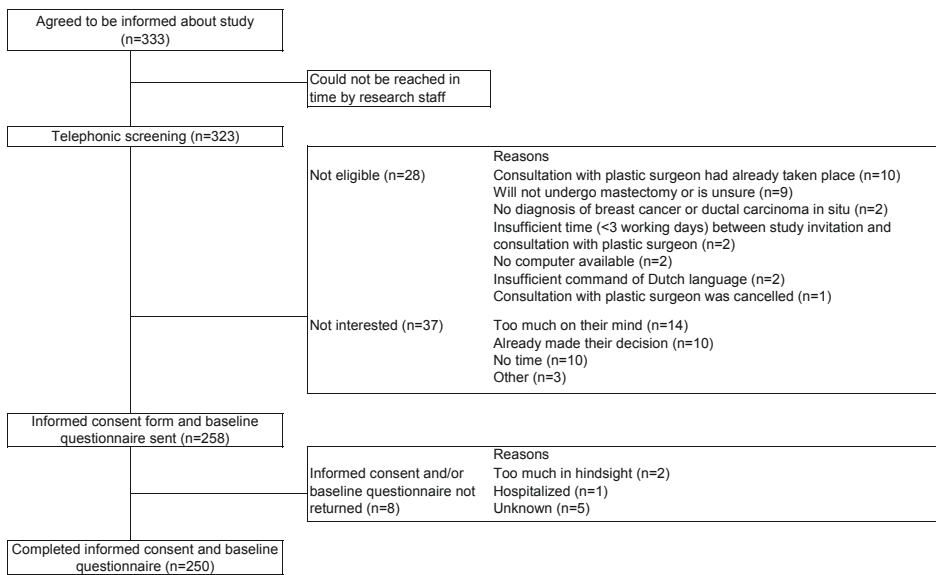 Agreed to be informed about study
(n=333)
Could not be reached in
time by research staff
Telephonic screening (n=323)
Reasons
Not eligible (n=28)
Consultation with plastic surgeon had already taken place (n=10)
Will not undergo mastectomy or is unsure (n=9)
No diagnosis of breast cancer or ductal carcinoma in situ (n=2)
Insufficient time (<3 working days) between study invitation and
consultation with plastic surgeon (n=2)
No computer available (n=2)
Insufficient command of Dutch language (n=2)
Consultation with plastic surgeon was cancelled (n=1)
Not interested (n=37)
Too much on their mind (n=14)
Already made their decision (n=10)
No time (n=10)
Other (n=3)
Informed consent form and baseline
questionnaire sent (n=258)
Reasons
Informed consent and/or
baseline questionnaire not
returned (n=8)
Too much in hindsight (n=2)
Hospitalized (n=1)
Unknown (n=5)
Completed informed consent and baseline
questionnaire (n=250)